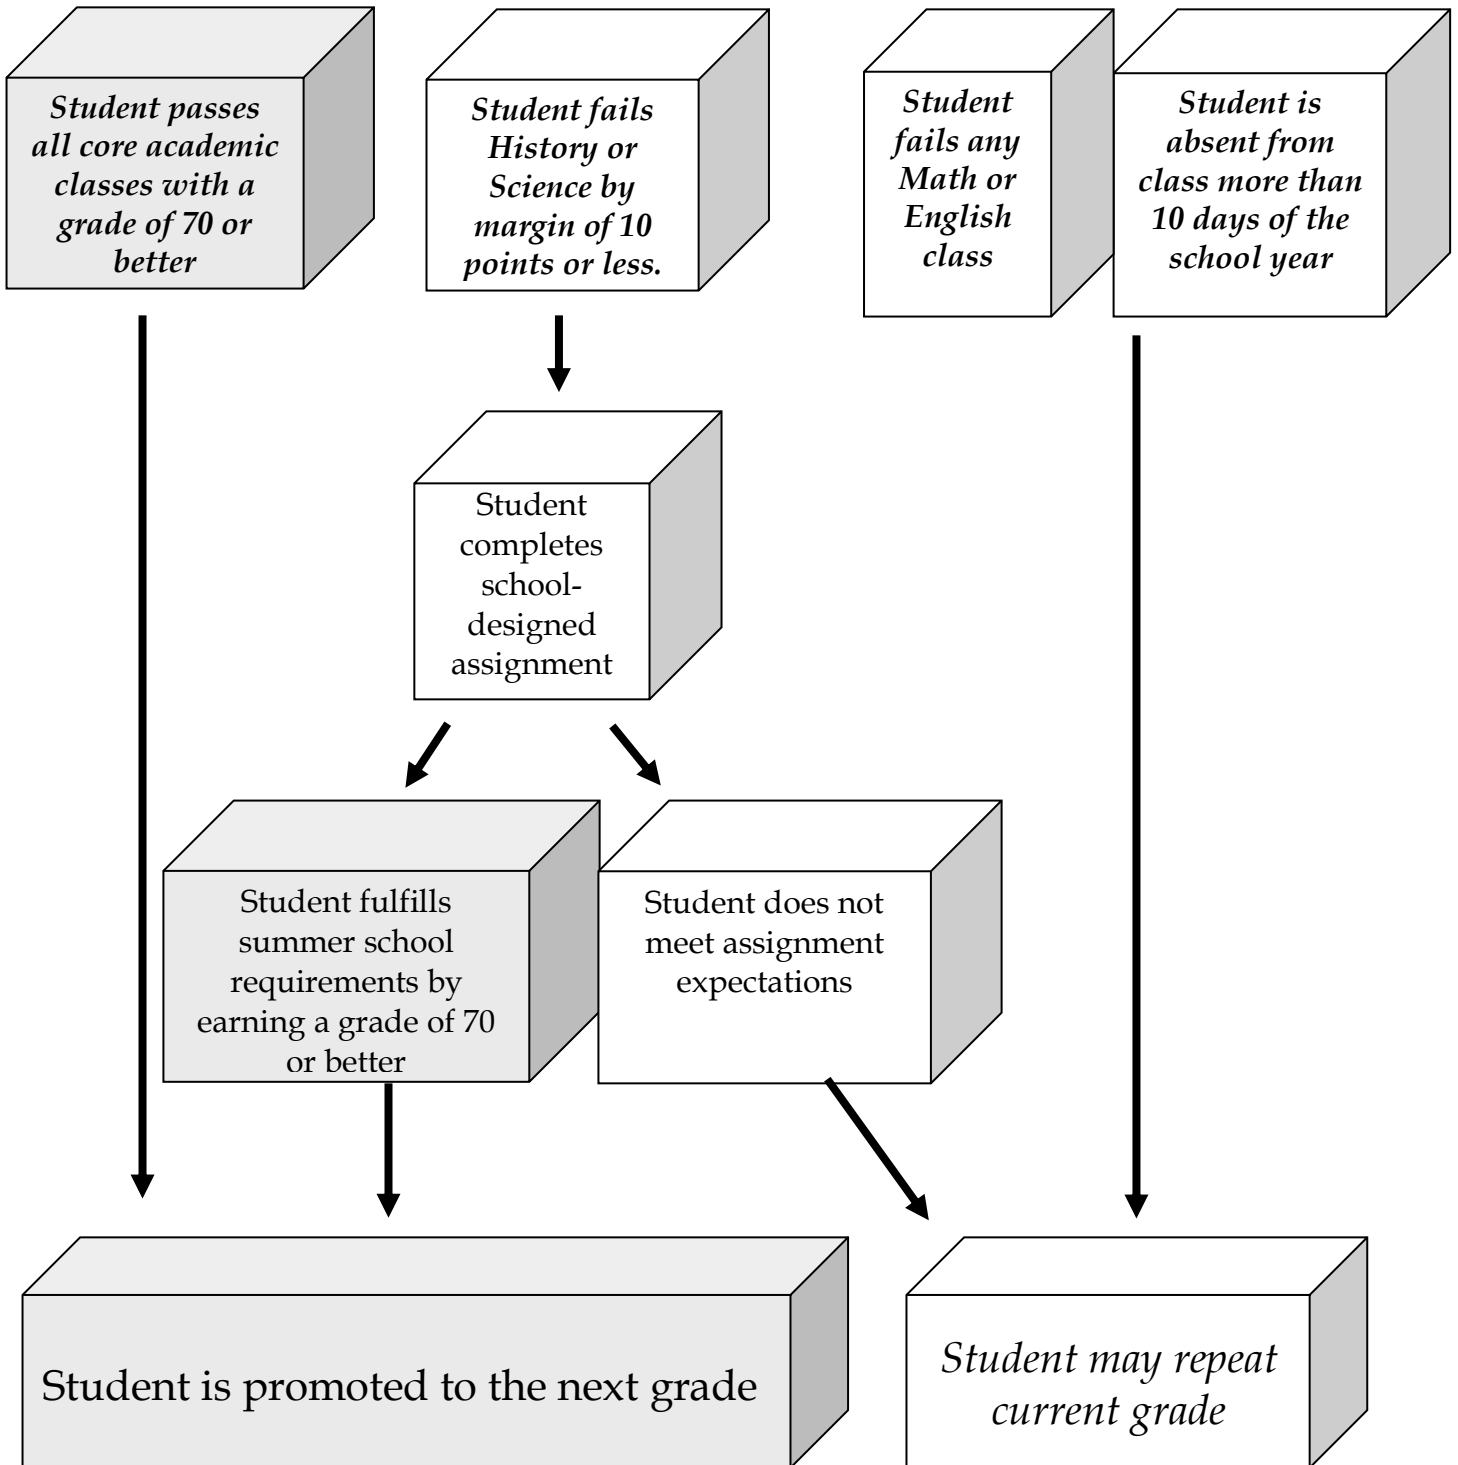 Student passes
all core academic
classes with a
grade of 70 or
better
Student fails
History or
Science by
margin of 10
points or less.
Student
fails any
Math or
English
class
Student is
absent from
class more than
10 days of the
school year
Student
completes
school-
designed
assignment
Student fulfills
summer school
requirements by
earning a grade of 70
or better
Student does not
meet assignment
expectations
Student is promoted to the next grade
Student may repeat
current grade